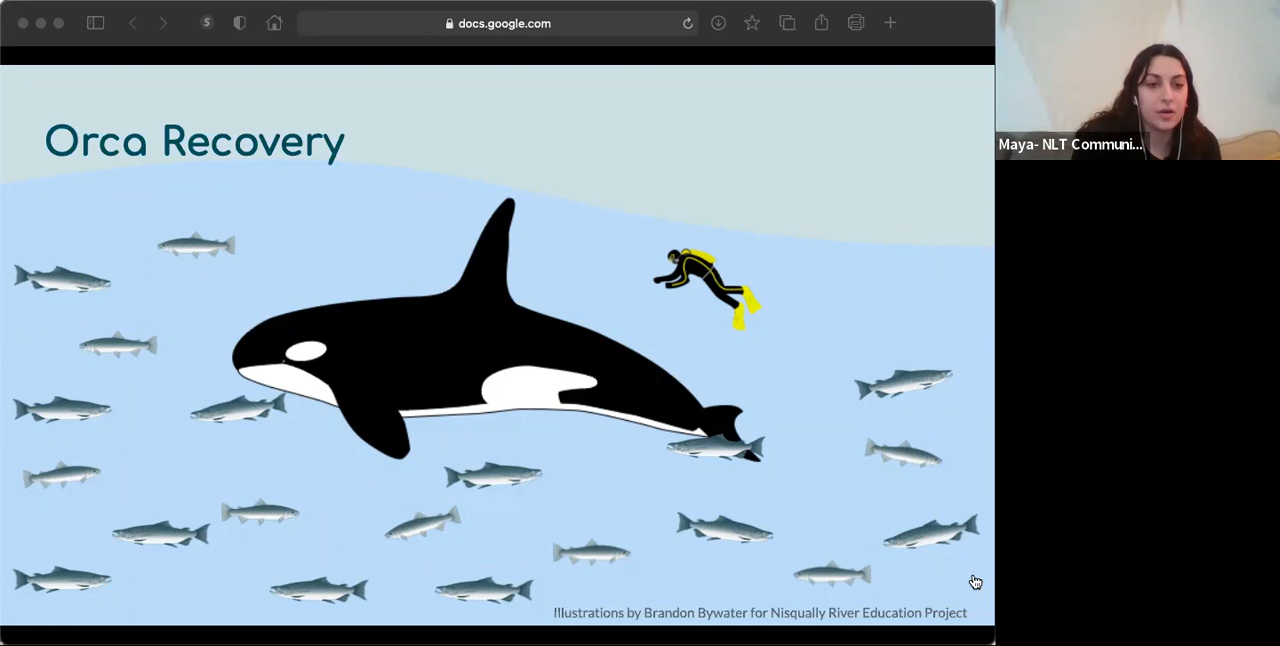 docs.google.com
Orca Recovery
Maya- NLT Communi...
Illustrations by Brandon Bywater for Nisqually River Education Project